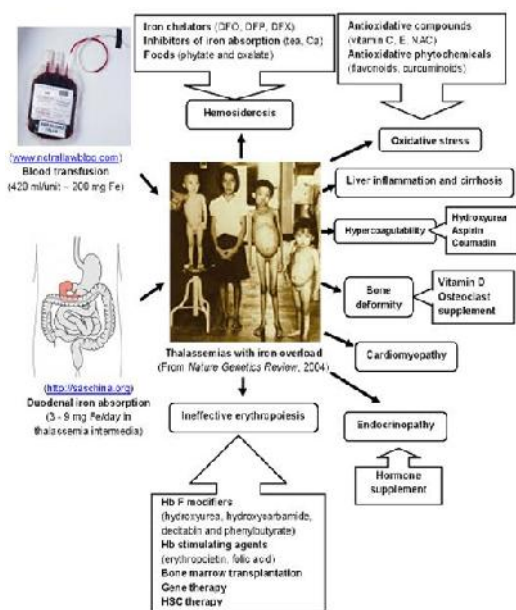 Iron chelators (DFO, DFP, DFX)
Inhibitors of iron absorption (tea, Ca)
Foods (phytate and oxalate)
Antioxidative compounds
(vitamin C, E, NAC)
Antioxidative phytochemicals
(flavonoids, curcuminoids)
Hemosiderosis
Oxidative stress
Blood transfusion
(420 ml/unit – 200 mg Fe)
Liver inflammation and cirrhosis
Hypercoagulability
Hydroxyurea
Aspirin
Coumadin
Bone
deformity
Vitamin D
Osteoclast
supplement
Thalassemias with iron overload
(From Nature Genetics Review, 2004)
Cardiomyopathy
(http://saschina.org)
Duodenal iron absorption
(3 - 9 mg Fe/day in
thalassemia intermedia)
Ineffective erythropoiesis
Endocrinopathy
Hormone
supplement
Hb F modifiers
(hydroxyurea, hydroxycarbamide,
decitabin and phenylbutyrate)
Hb stimulating agents
(erythropoietin, folic acid)
Bone marrow transplantation
Gene therapy
HSC therapy